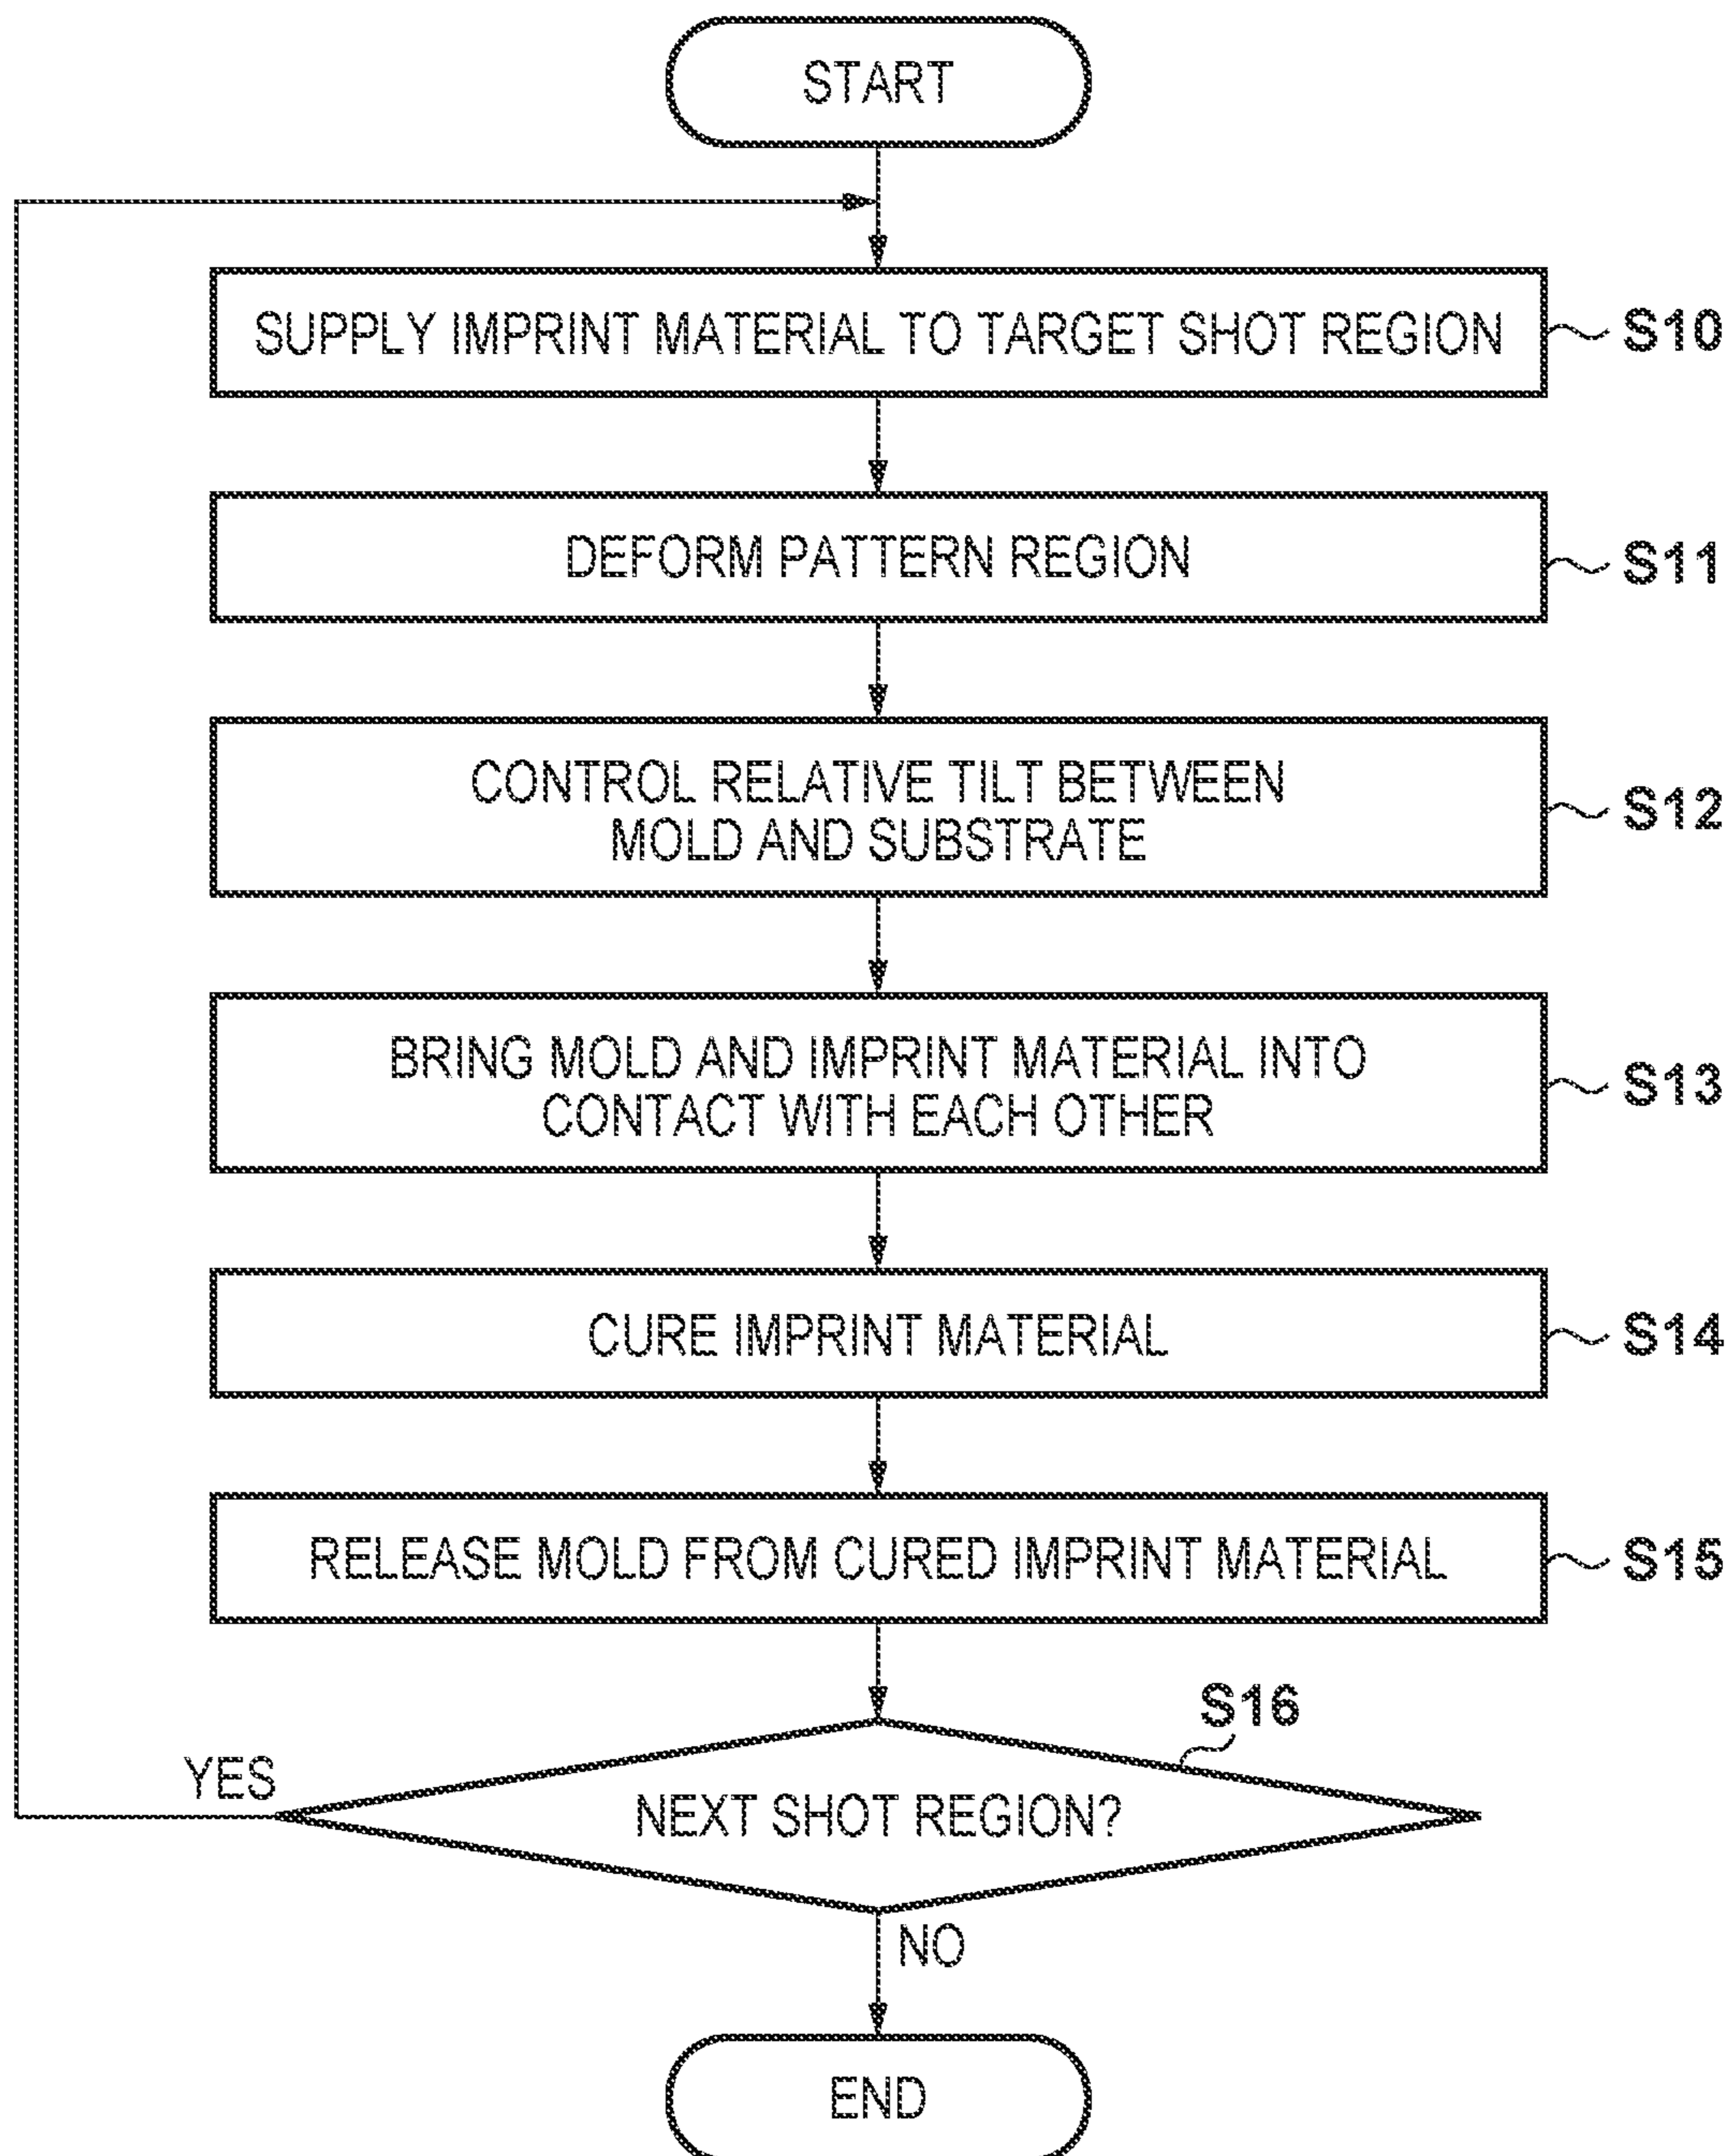 START
SUPPLY IMPRINT MATERIAL TO TARGET SHOT REGION
S10
DEFORM PATTERN REGION
S11
CONTROL RELATIVE TILT BETWEEN
MOLD AND SUBSTRATE
S12
BRING MOLD AND IMPRINT MATERIAL INTO
CONTACT WITH EACH OTHER
S13
CURE IMPRINT MATERIAL
S14
RELEASE MOLD FROM CURED IMPRINT MATERIAL
S15
S16
YES
NEXT SHOT REGION?
NO
END